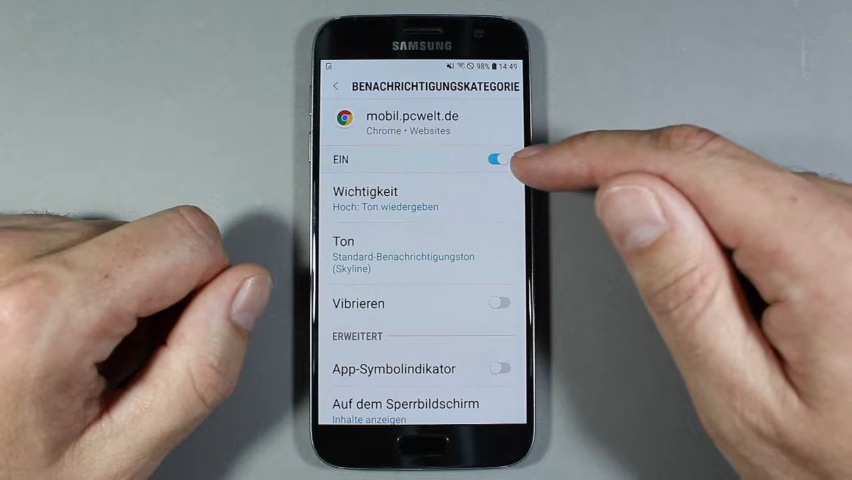 SAMSUNG
98% 14:49
BENACHRICHTIGUNGSKATEGORIE
mobil.pcwelt.de
Chrome • Websites
EIN
Wichtigkeit
Hoch: Ton wiedergeben
Ton
Standard-Benachrichtigungston
(Skyline)
Vibrieren
ERWEITERT
App-Symbolindikator
Auf dem Sperrbildschirm
Inhalte anzeigen